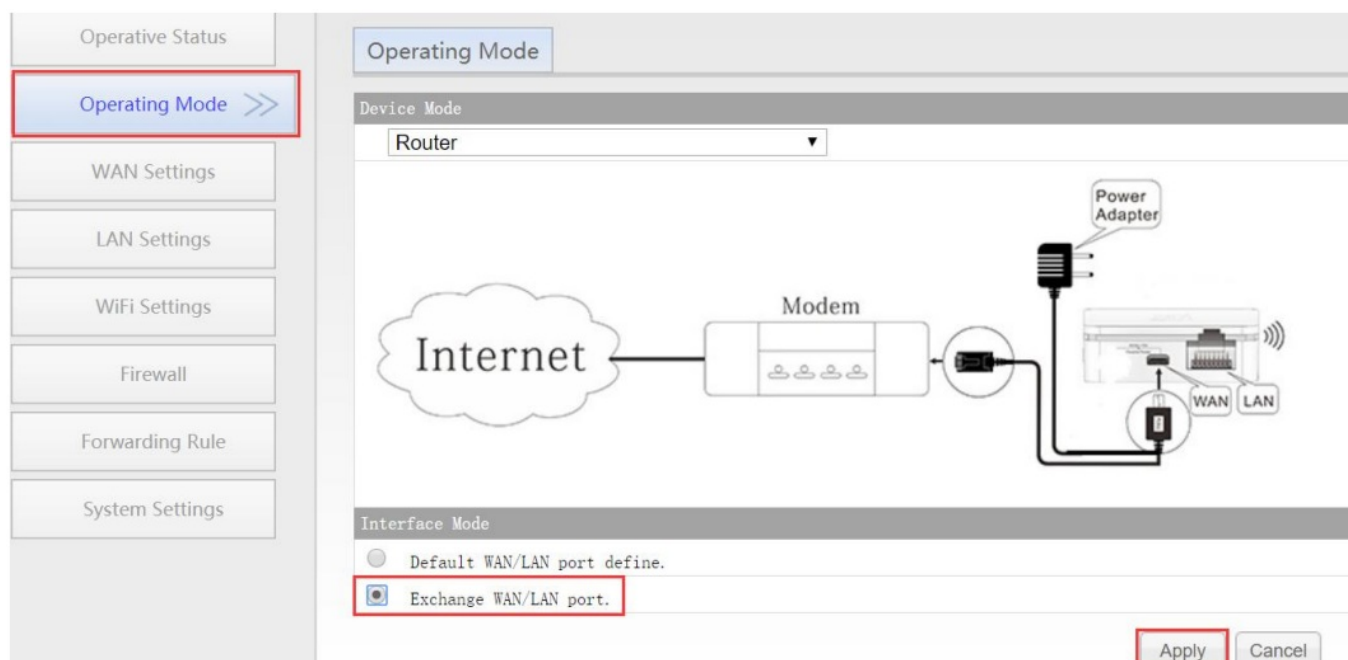 Operative Status
Operating Mode
WAN Settings
LAN Settings
WiFi Settings
Firewall
Forwarding Rule
System Settings
Operating Mode
Device Mode
Router
Power
Adapter
Modem
Internet
WAN
LAN
Interface Mode
Default WAN/LAN port define.
Exchange WAN/LAN port.
Apply
Cancel